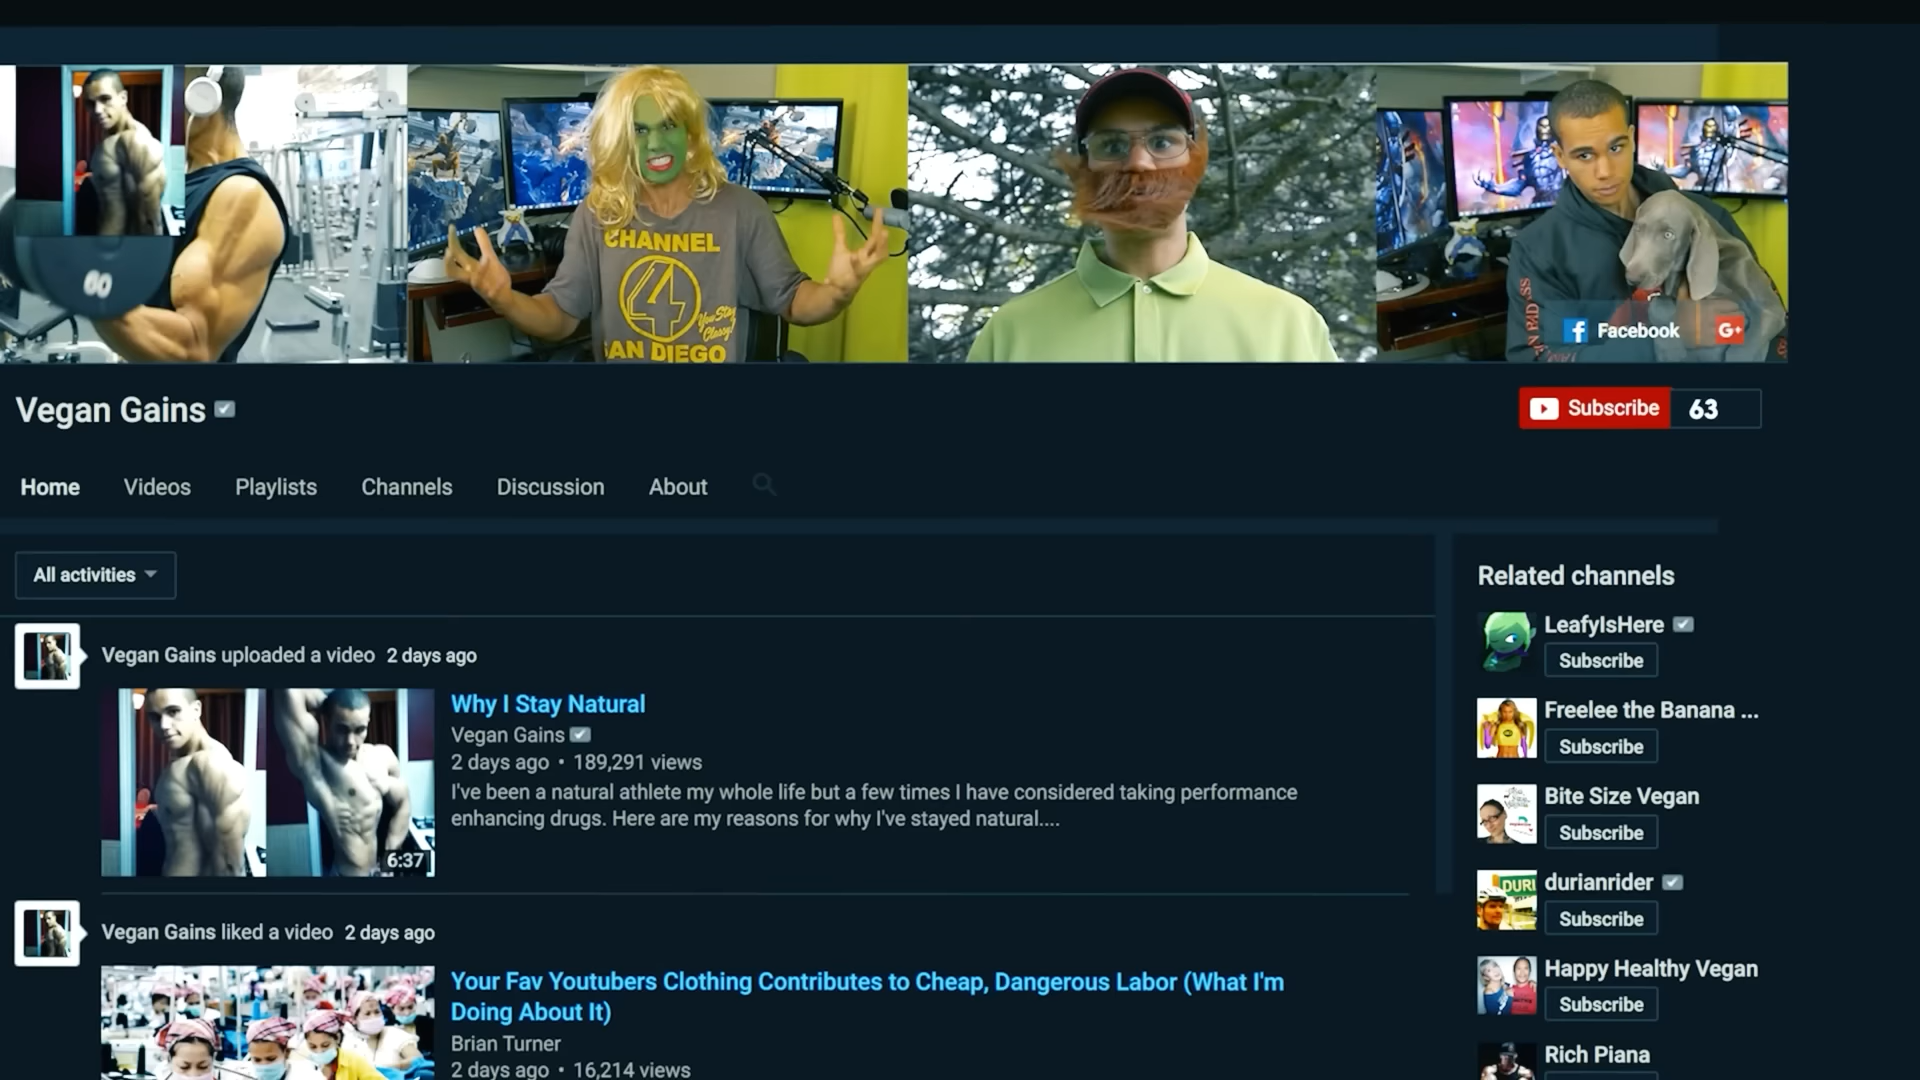 60
CHANNEL
4
You Stay
Classy!
SAN DIEGO
Facebook
G+
Vegan Gains
Subscribe 63
Home Videos Playlists Channels Discussion About
All activities
Related channels
Vegan Gains uploaded a video 2 days ago
Why I Stay Natural
Vegan Gains
2 days ago • 189,291 views
I've been a natural athlete my whole life but a few times I have considered taking performance
enhancing drugs. Here are my reasons for why I've stayed natural....
6:37
Vegan Gains liked a video 2 days ago
Your Fav Youtubers Clothing Contributes to Cheap, Dangerous Labor (What I'm
Doing About It)
Brian Turner
2 days ago • 16,214 views
LeafyIsHere
Subscribe
Freelee the Banana ...
Subscribe
Bite Size Vegan
Subscribe
DURI
durianrider
Subscribe
Happy Healthy Vegan
Subscribe
Rich Piana